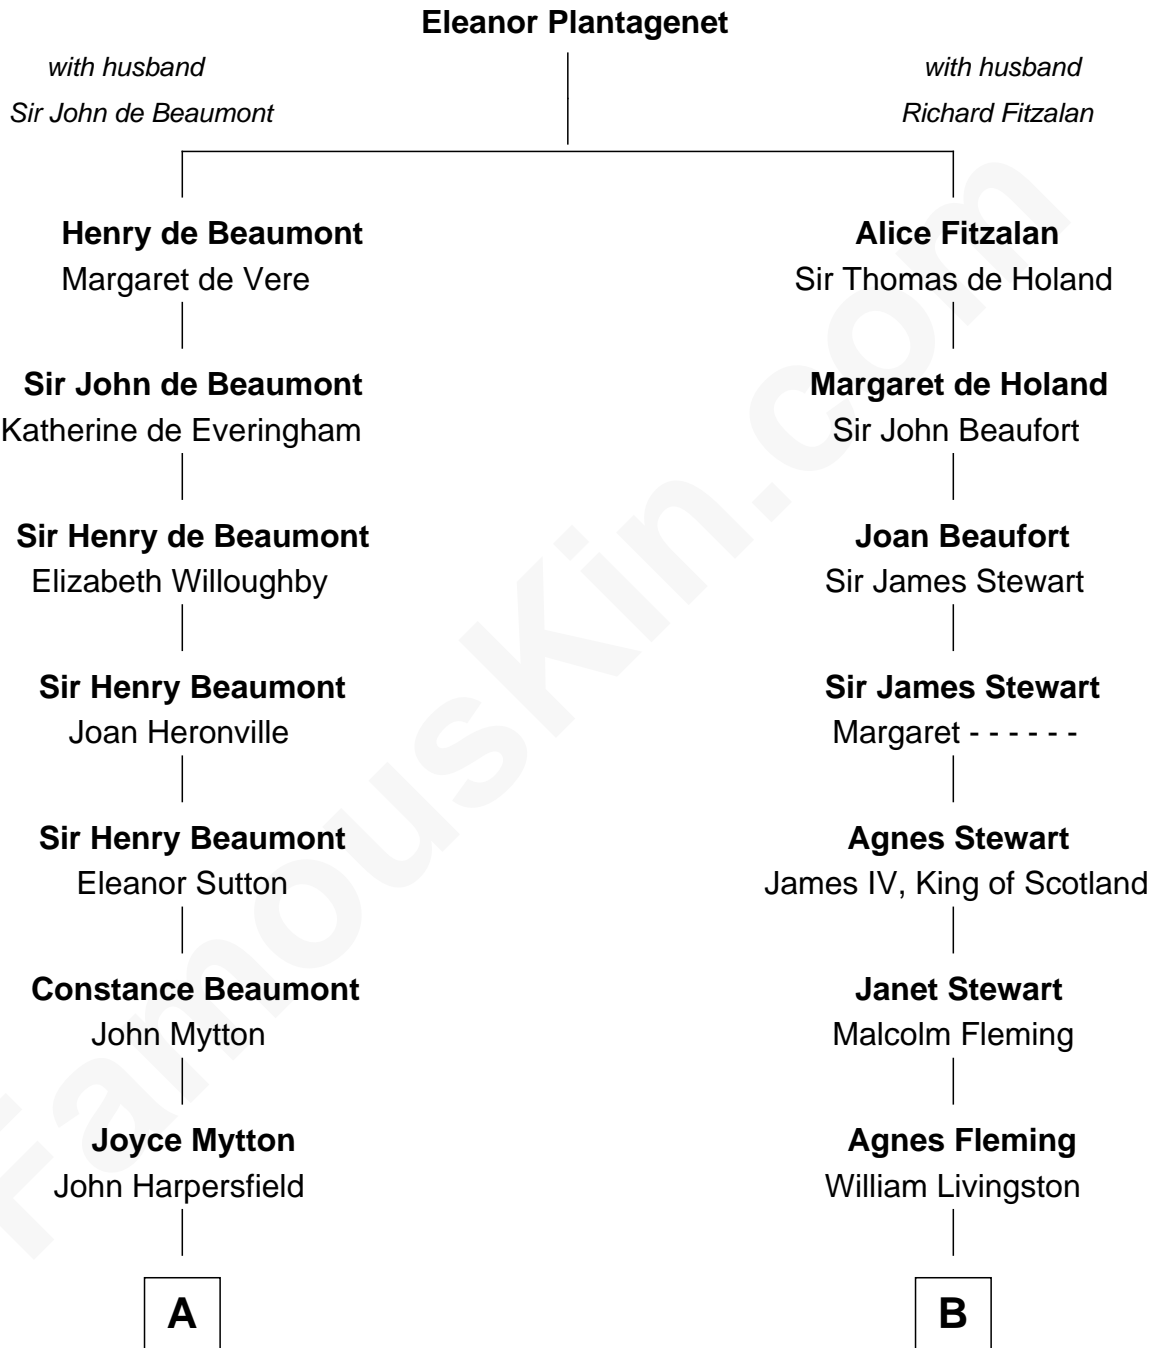 Eleanor Plantagenet
with husband
Sir John de Beaumont
with husband
Richard Fitzalan
Henry de Beaumont
Margaret de Vere
Alice Fitzalan
Sir Thomas de Holand
Sir John de Beaumont
Katherine de Everingham
Margaret de Holand
Sir John Beaufort
Sir Henry de Beaumont
Elizabeth Willoughby
Joan Beaufort
Sir James Stewart
Sir Henry Beaumont
Joan Heronville
Sir James Stewart
Margaret - - - - - -
Sir Henry Beaumont
Eleanor Sutton
Agnes Stewart
James IV, King of Scotland
Constance Beaumont
John Mytton
Janet Stewart
Malcolm Fleming
Joyce Mytton
John Harpersfield
Agnes Fleming
William Livingston
A
B
FamousKin.com